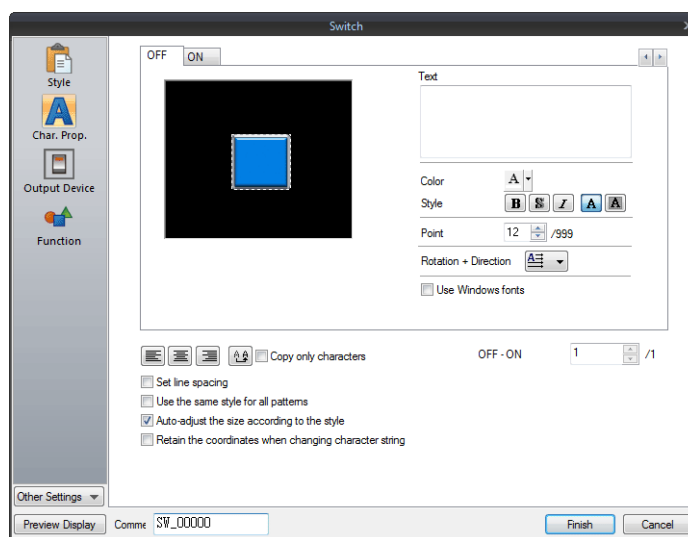 Switch
Style
Char. Prop.
Output Device
Function
OFF ON
Text
Color A
Style B S I A A
Point 12 /999
Rotation + Direction A
Use Windows fonts
Copy only characters
OFF - ON 1 /1
Set line spacing
Use the same style for all patterns
Auto-adjust the size according to the style
Retain the coordinates when changing character string
Other Settings
Preview Display Comme SW_00000 Finish Cancel